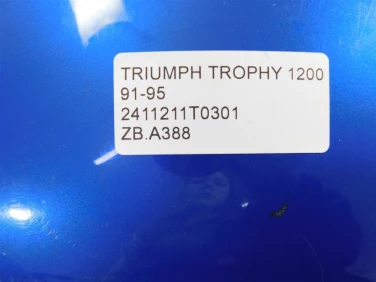 TRIUMPH TROPHY 1200
91-95
2411211T0301
ZB.A388